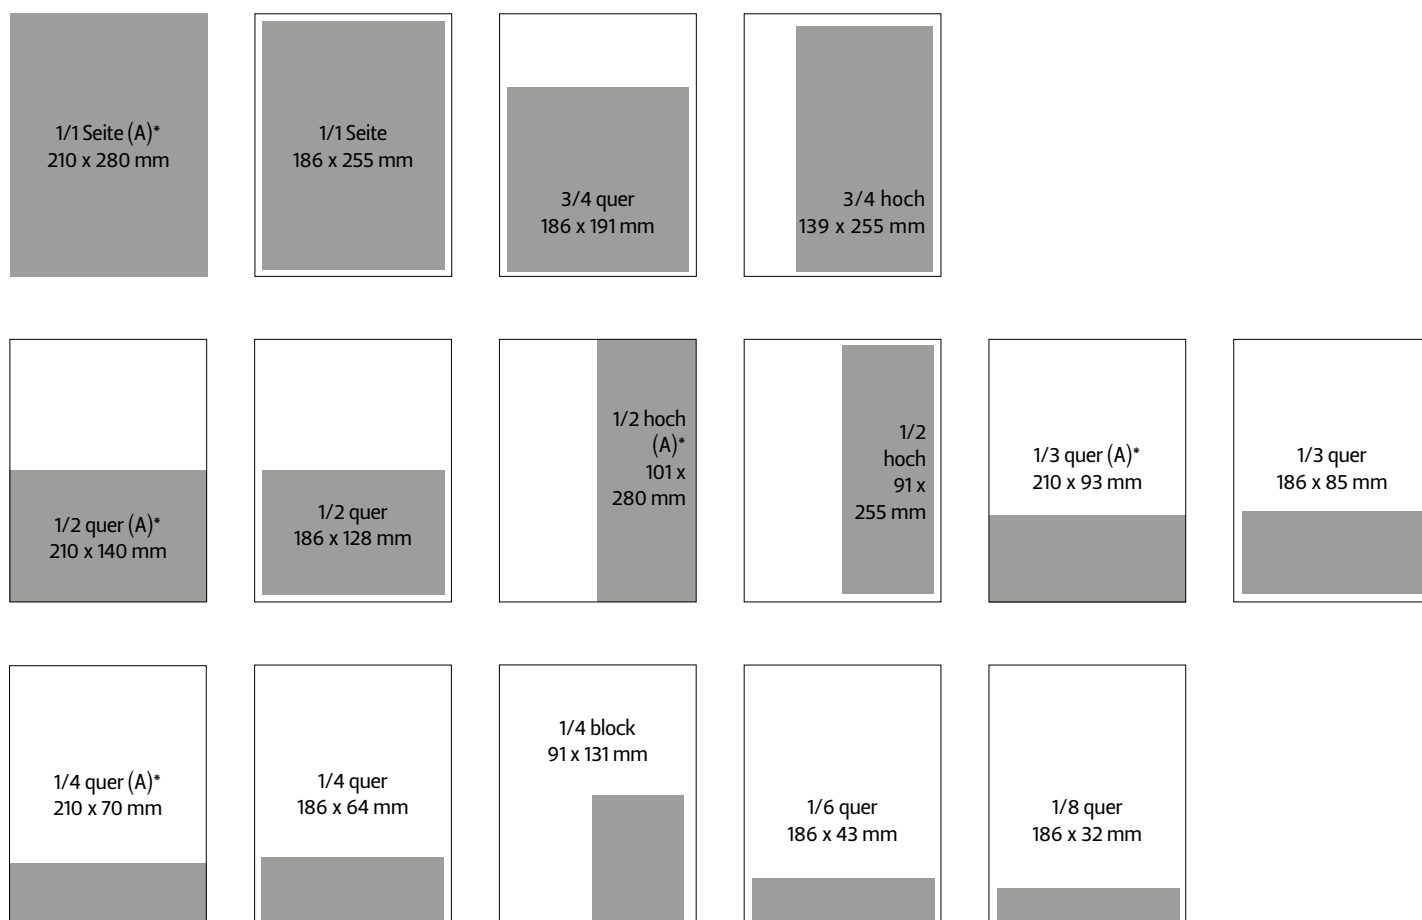 1/1 Seite (A)*
210 x 280 mm
1/1 Seite
186 x 255 mm
3/4 quer
186 x 191 mm
3/4 hoch
139 x 255 mm
1/2 quer (A)*
210 x 140 mm
1/2 quer
186 x 128 mm
1/2 hoch
(A)*
101 x
280 mm
1/2
hoch
91 x
255 mm
1/3 quer (A)*
210 x 93 mm
1/3 quer
186 x 85 mm
1/4 quer (A)*
210 x 70 mm
1/4 quer
186 x 64 mm
1/4 block
91 x 131 mm
1/6 quer
186 x 43 mm
1/8 quer
186 x 32 mm